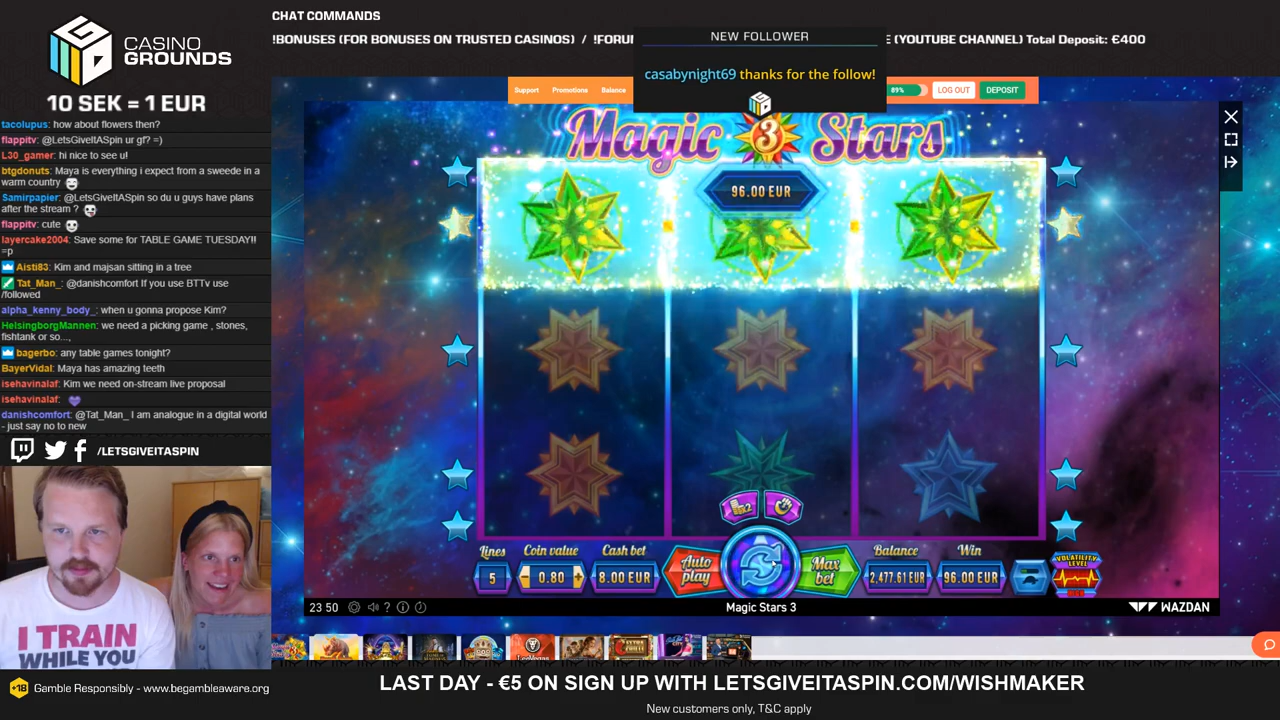 CHAT COMMANDS
!BONUSES (FOR BONUSES ON TRUSTED CASINOS) / !FORU
E (YOUTUBE CHANNEL) Total Deposit: €400
NEW FOLLOWER
casabynight69 thanks for the follow!
CASINO
GROUNDS
10 SEK = 1 EUR
tacolupus: how about flowers then?
flappitv: @LetsGiveItASpin ur gf? =)
L30_gamer: hi nice to see u!
btgdonuts: Maya is everything i expect from a sweede in a
warm country
Samirpapier: @LetsGiveItASpin so du u guys have plans
after the stream ?
flappitv: cute
layercake2004: Save some for TABLE GAME TUESDAY!!
=p
Aisti83: Kim and majsan sitting in a tree
Tat_Man_: @danishcomfort If you use BTTv use
/followed
alpha_kenny_body_: when u gonna propose Kim?
HelsingborgMannen: we need a picking game , stones,
fishtank or so...,
bagerbo: any table games tonight?
BayerVidal: Maya has amazing teeth
isehavinalaf: Kim we need on-stream live proposal
isehavinalaf:
danishcomfort: @Tat_Man_ I am analogue in a digital world
- just say no to new
/LETSGIVEITASPIN
Support Promotions Balance
89% LOG OUT DEPOSIT
Magic 3 Stars
96.00 EUR
x2
Lines Coin value Cash bet Auto play Max bet Balance Win VOLATILITY LEVEL
5 0.80 8.00 EUR 2,477.61 EUR 96.00 EUR
23 50
Magic Stars 3
WAZDAN
I TRAIN
WHILE YOU
LeoVegas
+18 Gamble Responsibly - www.begambleaware.org
LAST DAY - €5 ON SIGN UP WITH LETSGIVEITASPIN.COM/WISHMAKER
New customers only, T&C apply